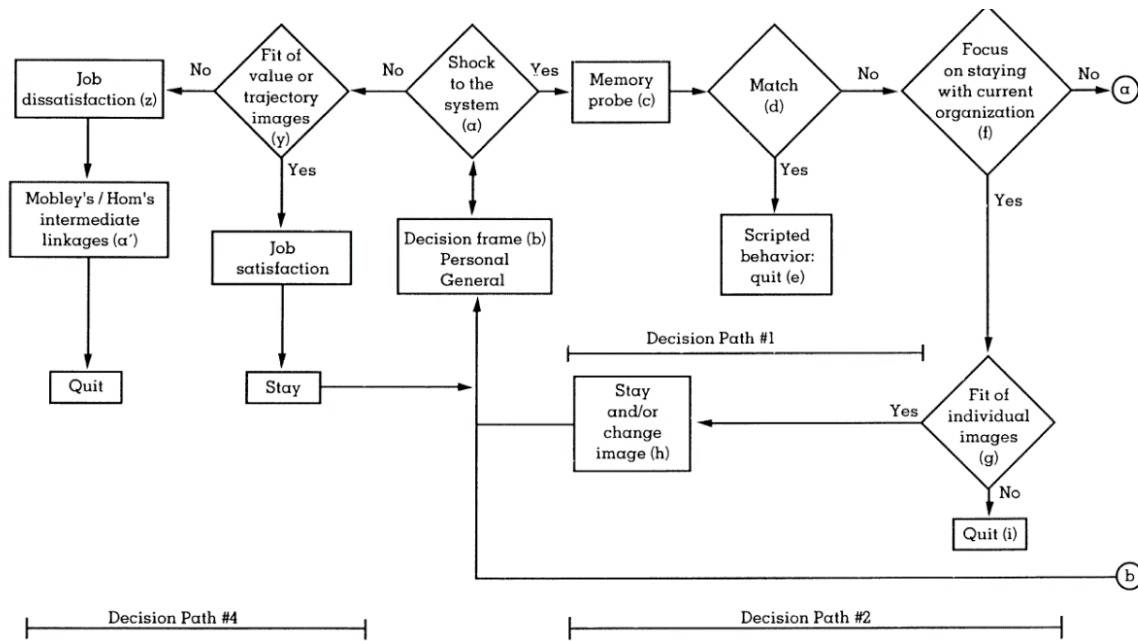 Job
dissatisfaction (z)
No
Fit of
value or
trajectory
images
(y)
No
Shock
to the
system
(a)
Yes
Memory
probe (c)
Match
(d)
No
Focus
on staying
with current
organization
(f)
No
a
Mobley's / Hom's
intermediate
linkages (a´)
Yes
Job
satisfaction
Decision frame (b)
Personal
General
Yes
Scripted
behavior:
quit (e)
Yes
Decision Path #1
Quit
Stay
Stay
and/or
change
image (h)
Yes
Fit of
individual
images
(g)
No
Quit (i)
b
Decision Path #4
Decision Path #2